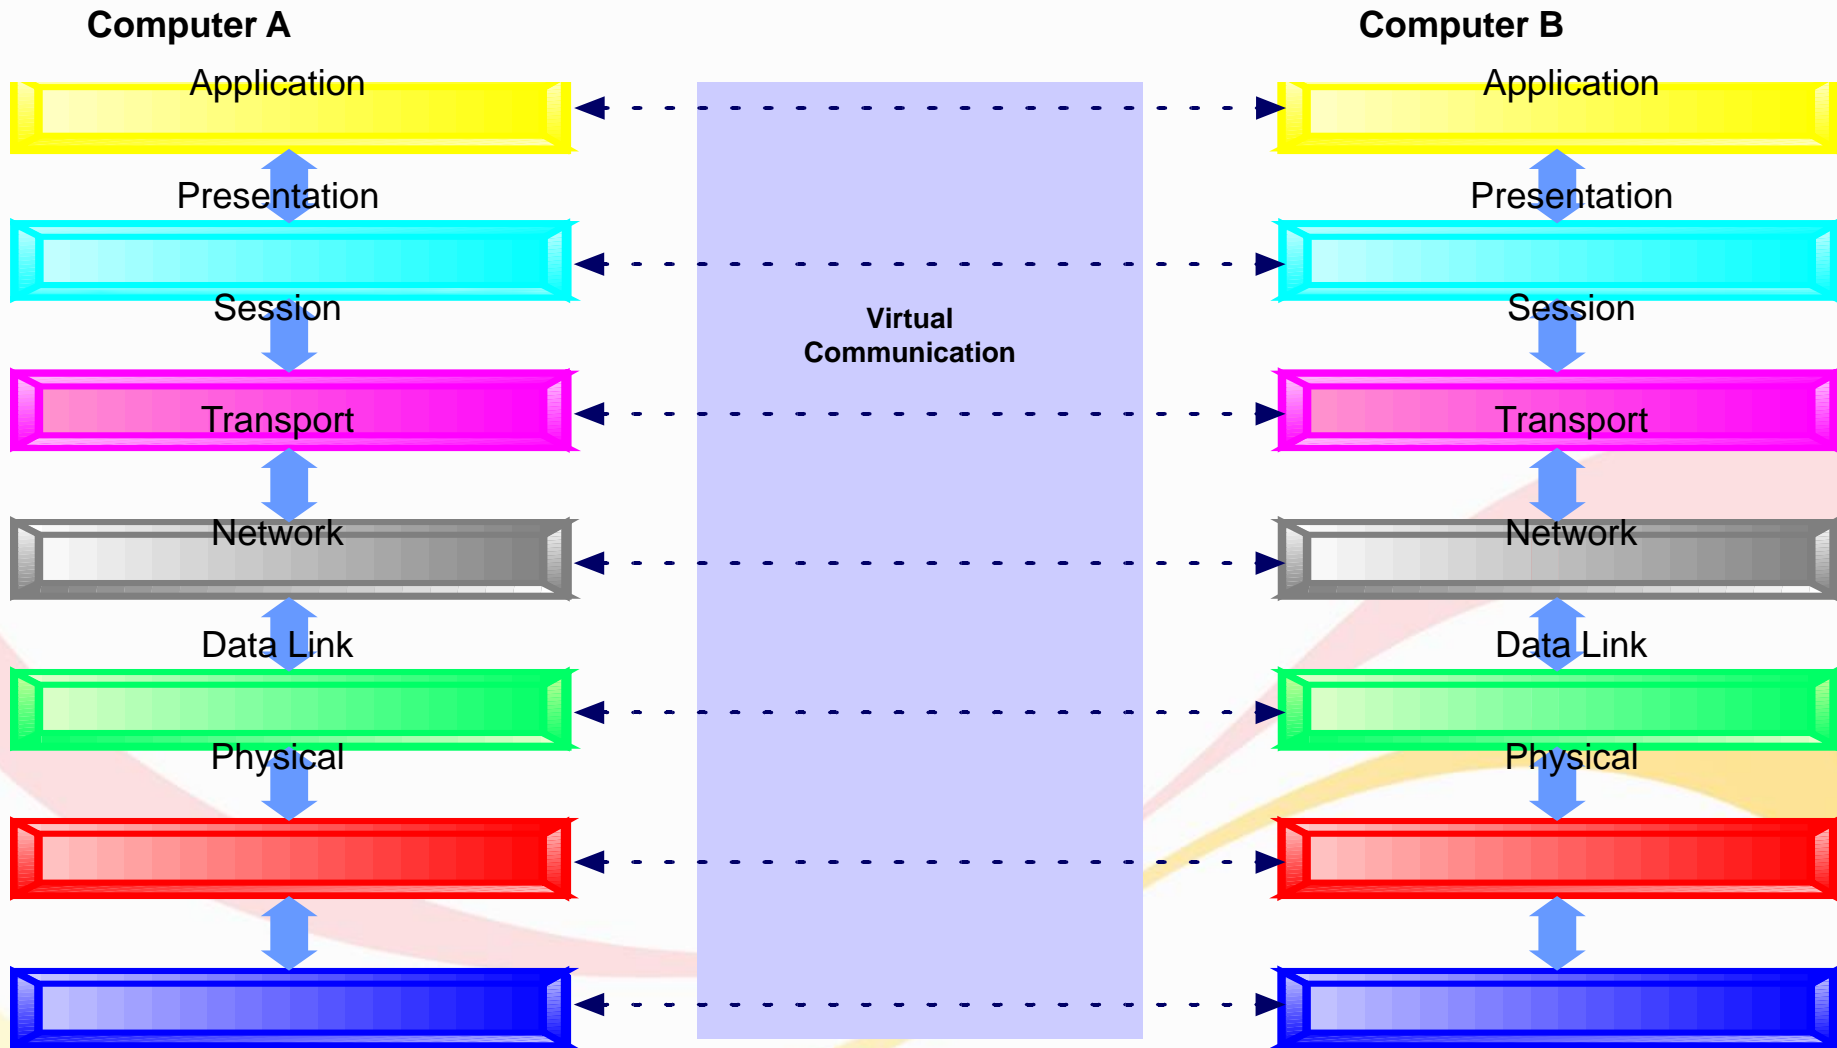 Computer A
Application
Presentation
Session
Transport
Network
Data Link
Physical
Virtual
Communication
Computer B
Application
Presentation
Session
Transport
Network
Data Link
Physical